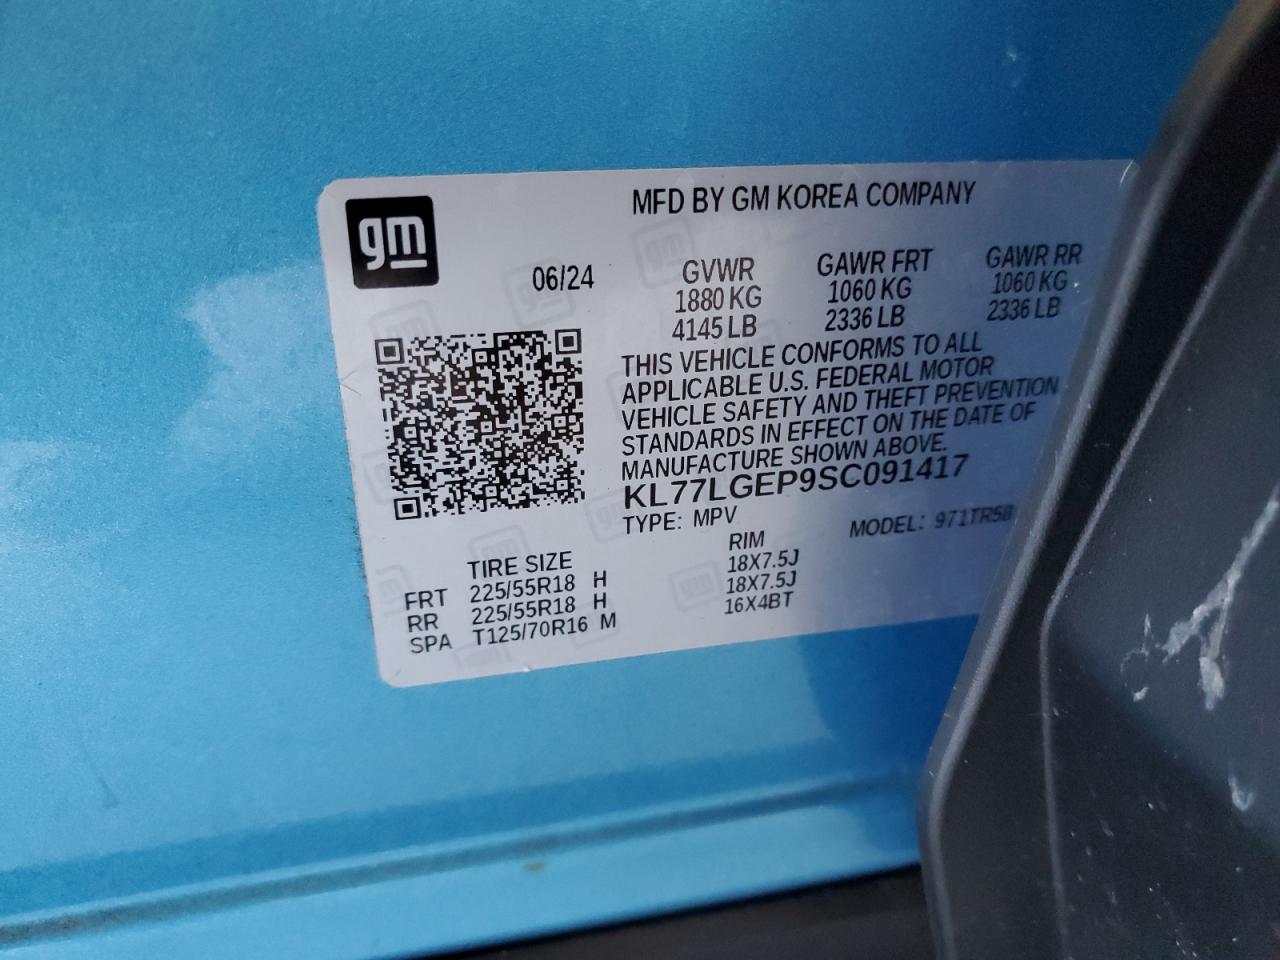 gm
MFD BY GM KOREA COMPANY
06/24
GVWR GAWR FRT GAWR RR
1880 KG 1060 KG 1060 KG
4145 LB 2336 LB 2336 LB
THIS VEHICLE CONFORMS TO ALL
APPLICABLE U.S. FEDERAL MOTOR
VEHICLE SAFETY AND THEFT PREVENTION
STANDARDS IN EFFECT ON THE DATE OF
MANUFACTURE SHOWN ABOVE.
KL77LGEP9SC091417
TYPE: MPV MODEL: 971TR58
TIRE SIZE RIM
FRT 225/55R18 H 18X7.5J
RR 225/55R18 H 18X7.5J
SPA T125/70R16 M 16X4BT